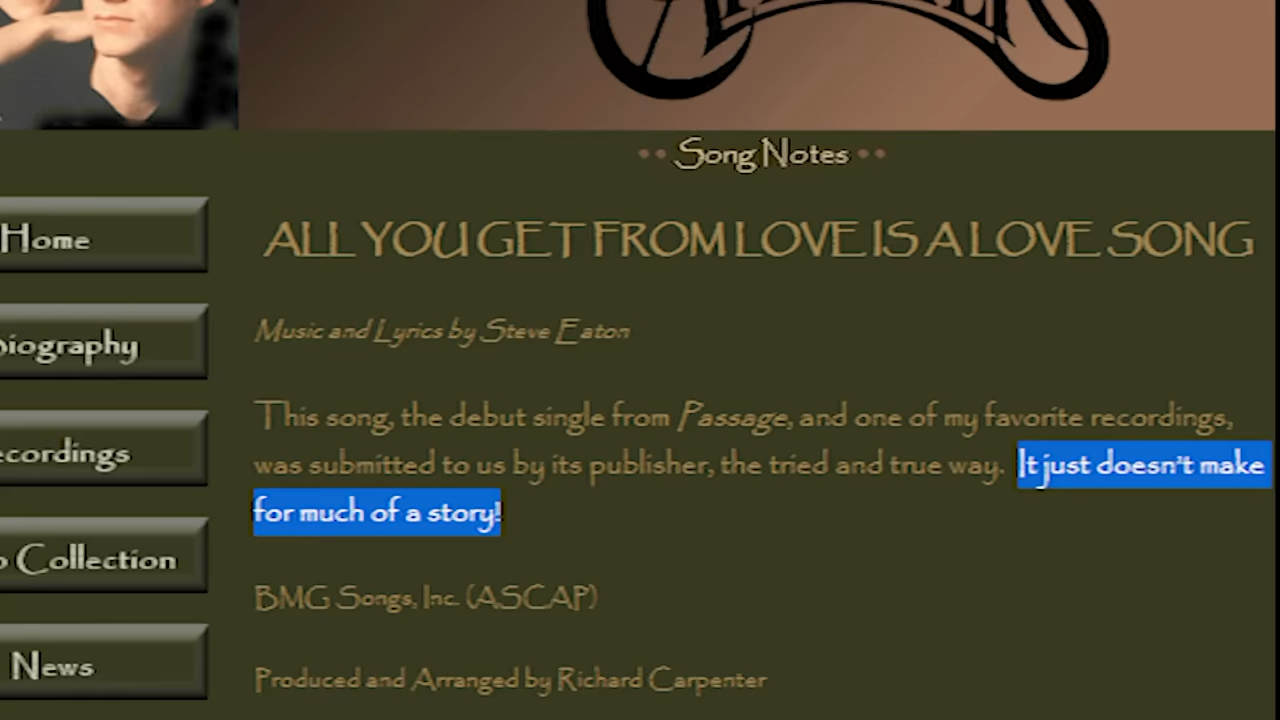 Song Notes
Home
ALL YOU GET FROM LOVE IS A LOVE SONG
Music and Lyrics by Steve Eaton
biography
This song, the debut single from Passage, and one of my favorite recordings,
was submitted to us by its publisher, the tried and true way. It just doesn't make
for much of a story!
ecordings
Collection
BMG Songs, Inc. (ASCAP)
News
Produced and Arranged by Richard Carpenter